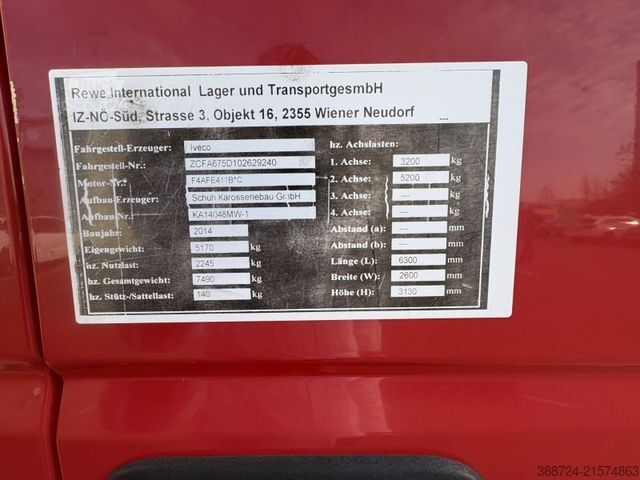 Rewe International Lager und TransportgesmbH
IZ-NÖ-Süd, Strasse 3, Objekt 16, 2355 Wiener Neudorf
Fahrgestell-Erzeuger: Iveco
Fahrgestell-Nr.: ZCFA675D102629240
Motor-Nr.: F4AFE411B*C
Aufbau-Erzeuger: Schuh Karossenebau GmbH
Aufbau Nr. KA14048MW-1
Baujahr: 2014
Eigengewicht: 5170 kg
hz. Nutzlast: 2245 kg
hz. Gesamtgewicht: 7490 kg
hz. Stütz-/Sattellast: 140 kg
hz. Achslasten:
1. Achse: 3200 kg
2. Achse: 5200 kg
3. Achse: --- kg
4. Achse: --- kg
Abstand (a): --- mm
Abstand (b): --- mm
Länge (L): 6300 mm
Breite (W): 2600 mm
Höhe (H): 3130 mm
388724-21574863